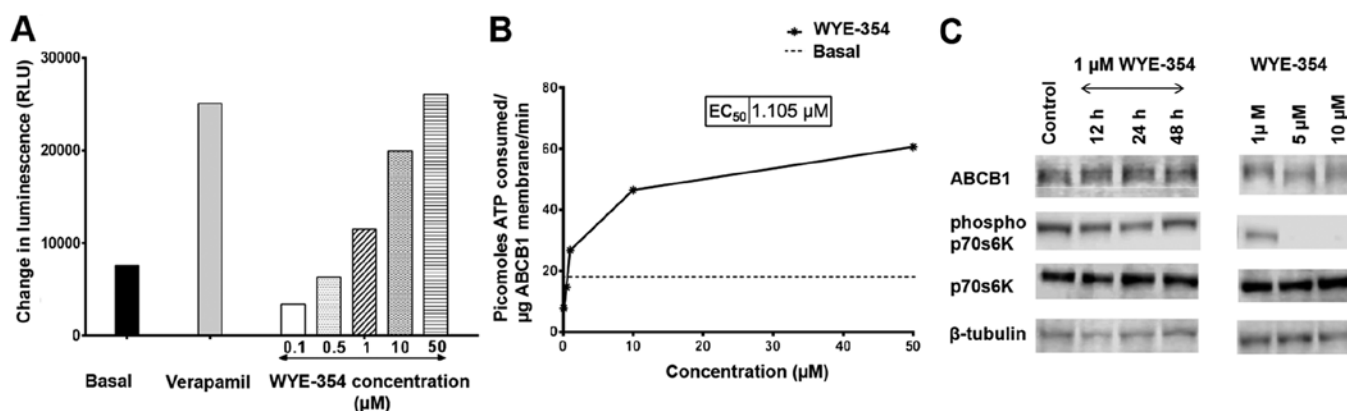 A
Change in luminescence (RLU)
30000
20000
10000
0
0.1 0.5 1 10 50
Basal
Verapamil
WYE-354 concentration
(µM)
B
WYE-354
Basal
Picomoles ATP consumed/
µg ABCB1 membrane/min
80
60
40
20
0
EC50 1.105 µM
0 10 20 30 40 50
Concentration (µM)
C
1 µM WYE-354
WYE-354
Control
12 h
24 h
48 h
1µ M
5 µM
10 µM
ABCB1
phospho
p70s6K
p70s6K
β-tubulin